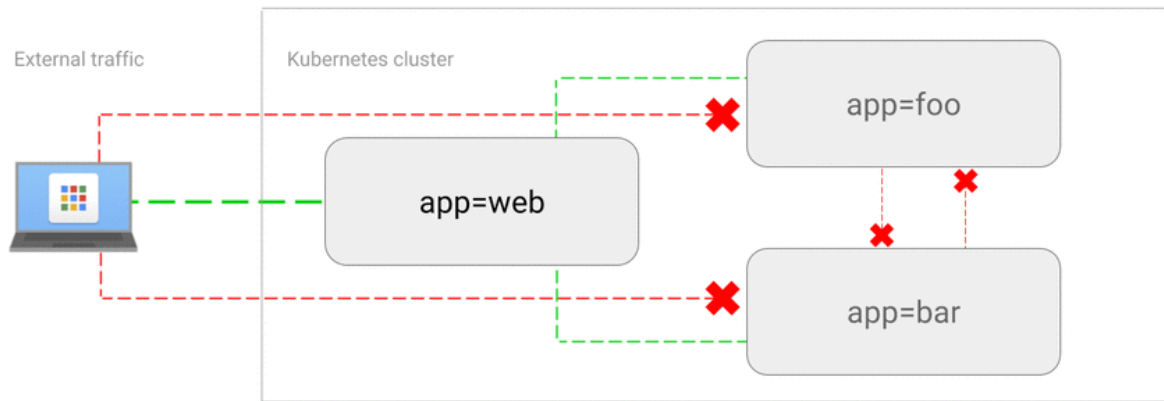 External traffic
Kubernetes cluster
app=foo
app=web
app=bar